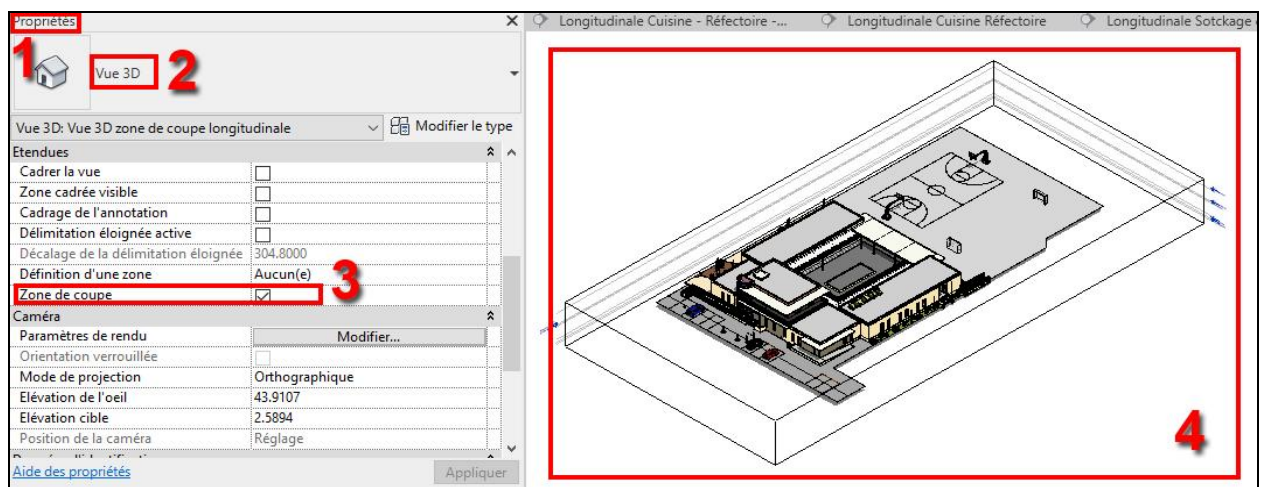 Propriétés
1
Vue 3D
2
Vue 3D: Vue 3D zone de coupe longitudinale
Modifier le type
Etendues
Cadrer la vue
Zone cadrée visible
Cadrage de l'annotation
Délimitation éloignée active
Décalage de la délimitation éloignée 304.8000
Définition d'une zone Aucun(e)
Zone de coupe
3
Caméra
Paramètres de rendu Modifier...
Orientation verrouillée
Mode de projection Orthographique
Elévation de l'oeil 43.9107
Elévation cible 2.5894
Position de la caméra Réglage
Aide des propriétés
Appliquer
Longitudinale Cuisine - Réfectoire -...
Longitudinale Cuisine Réfectoire
Longitudinale Sotckage
4